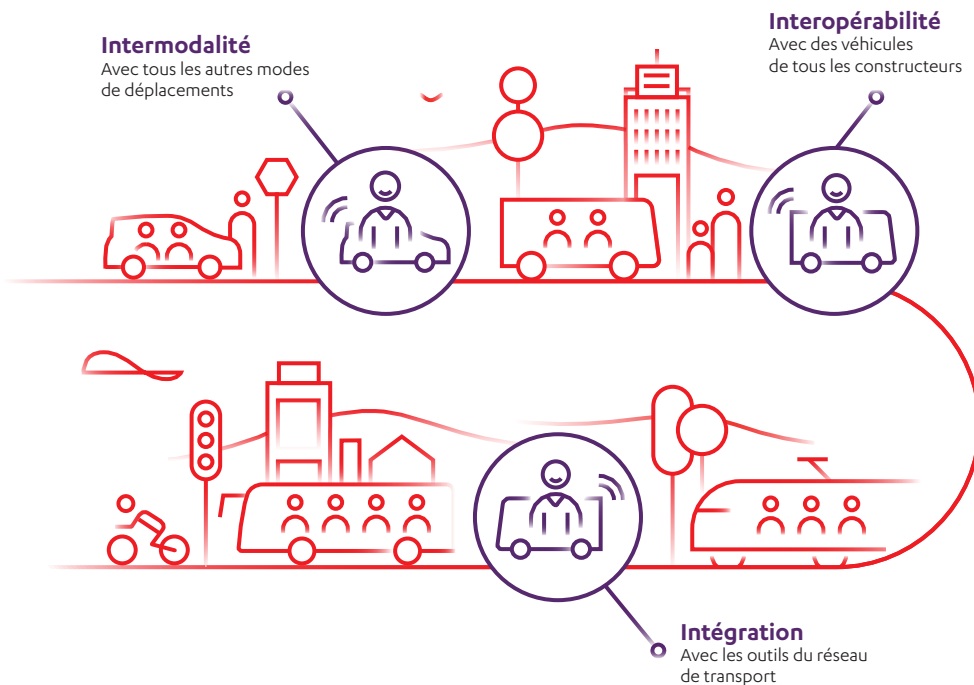 Intermodalité
Avec tous les autres modes
de déplacements
Interopérabilité
Avec des véhicules
de tous les constructeurs
Intégration
Avec les outils du réseau
de transport